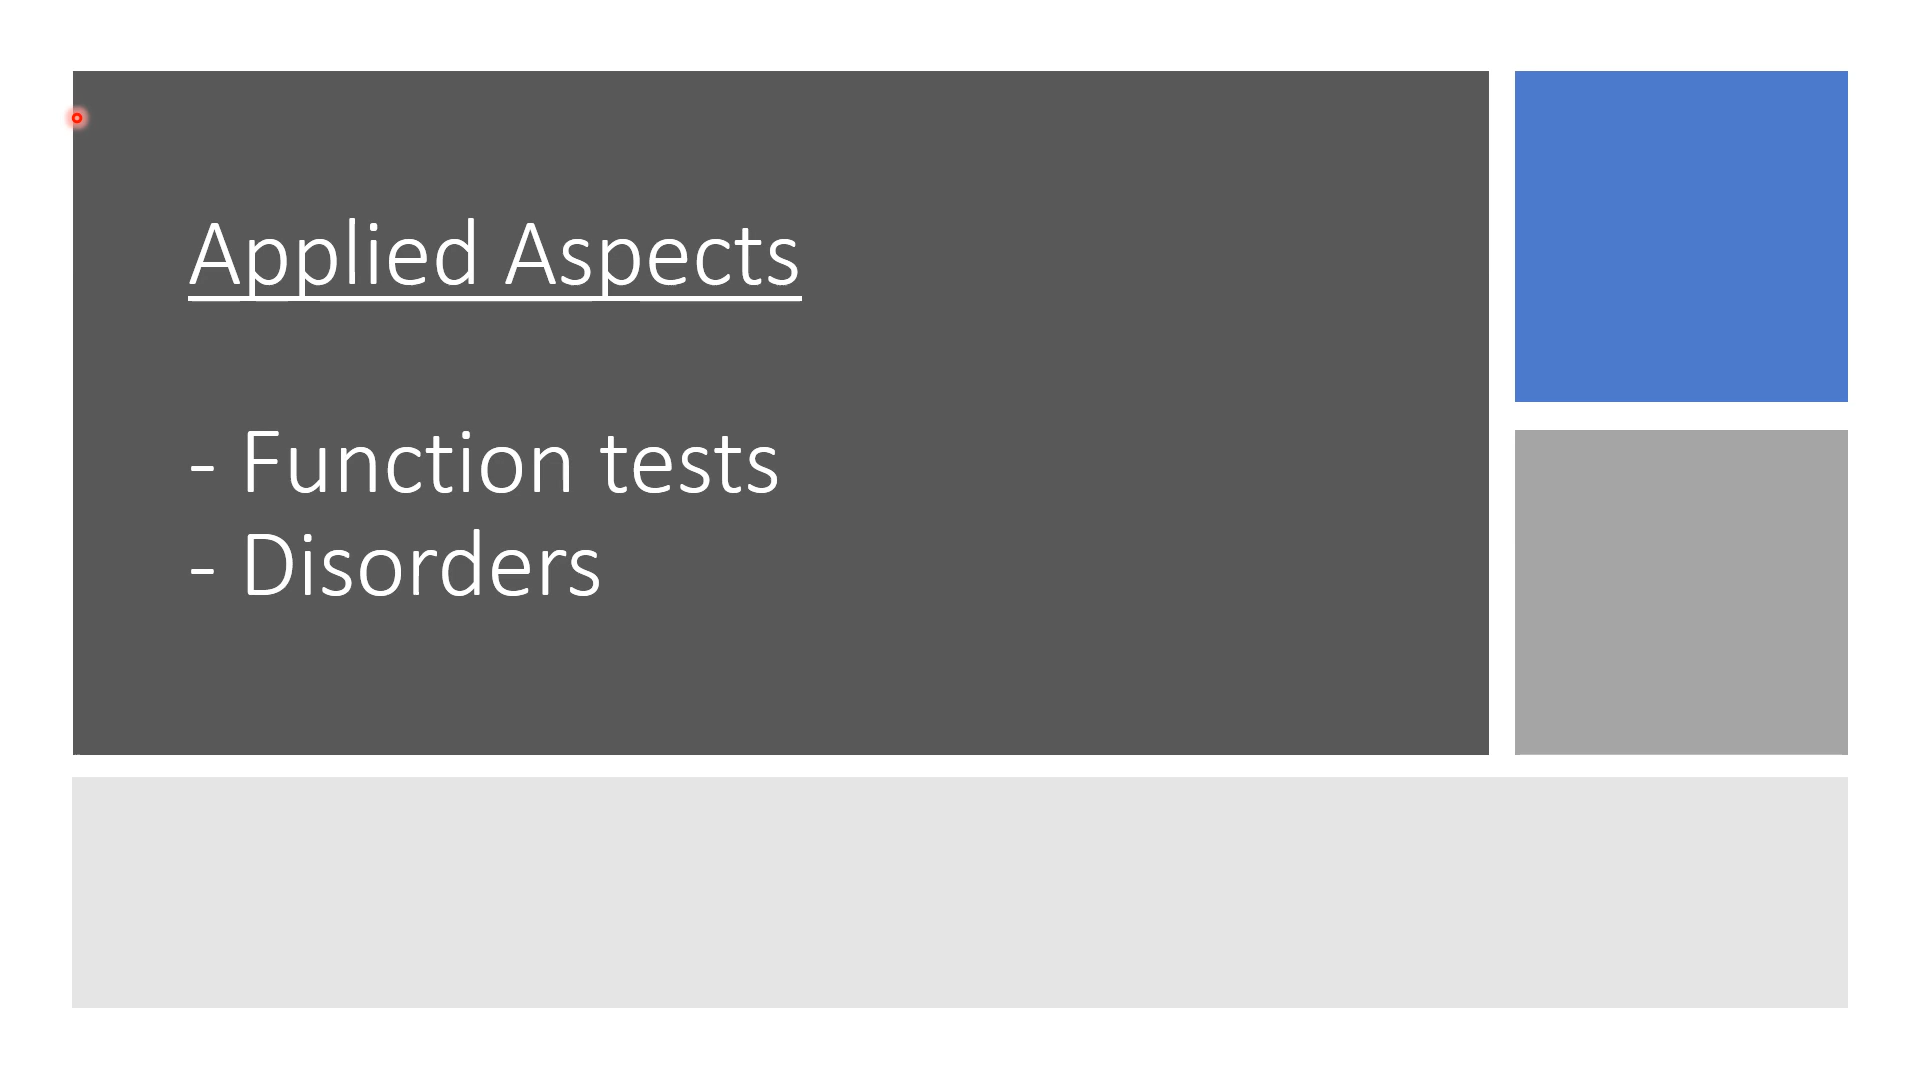 Applied Aspects
- Function tests
- Disorders